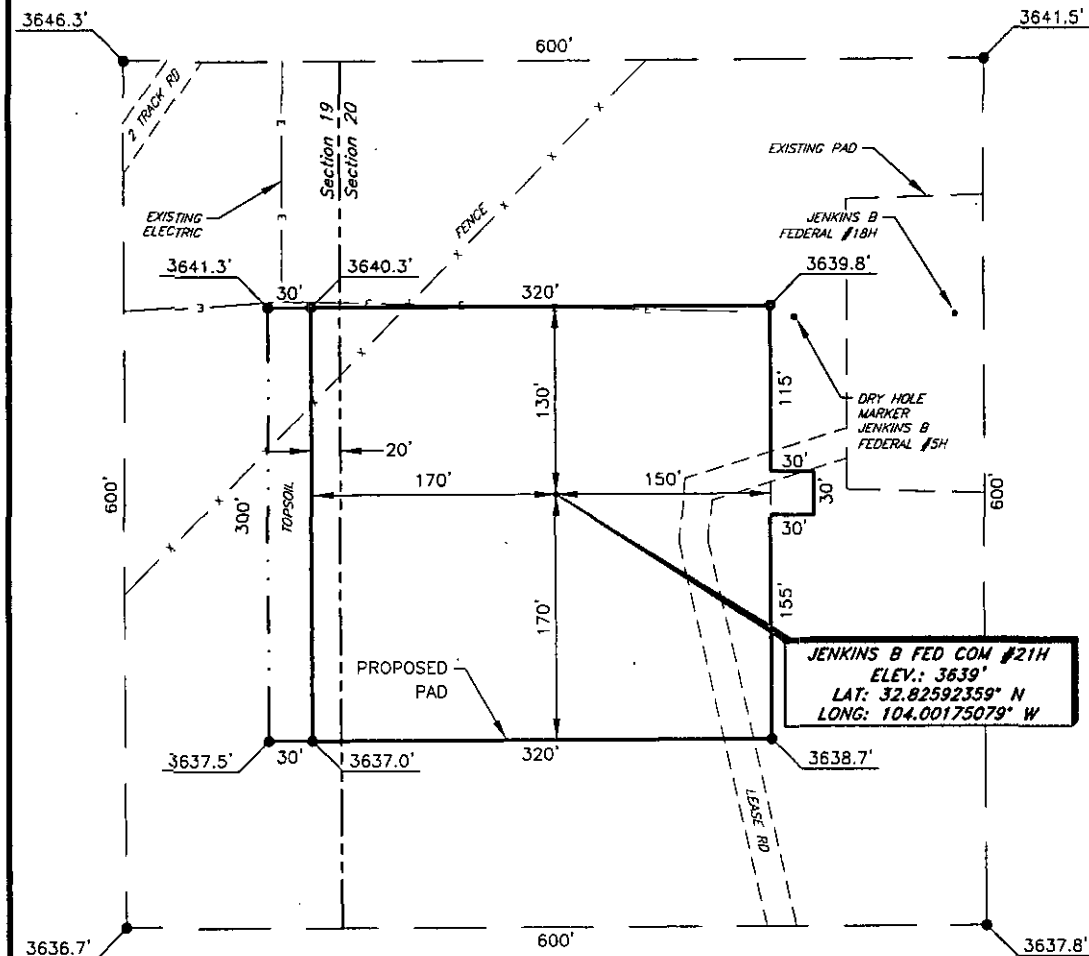 3646.3'
3641.5'
600'
2 TRACK RD
Section 19
Section 20
EXISTING PAD
FENCE
EXISTING
ELECTRIC
JENKINS B
FEDERAL #18H
3641.3'
3640.3'
3639.8'
30'
320'
E
E
E
E
E
E
E
X
X
X
X
X
X
X
130'
115'
DRY HOLE
MARKER
JENKINS B
FEDERAL #5H
20'
30'
170'
150'
30'
30'
600'
300'
TOPSOIL
600'
170'
155'
PROPOSED
PAD
JENKINS B FED COM #21H
ELEV.: 3639'
LAT: 32.82592359° N
LONG: 104.00175079° W
3637.5'
30'
3637.0'
320'
3638.7'
LEASE RD
3636.7'
600'
3637.8'